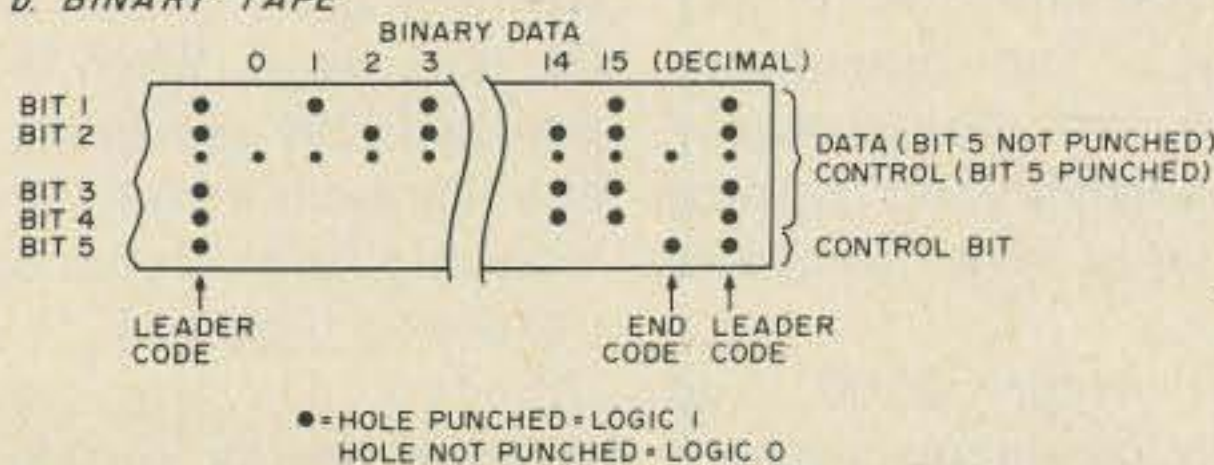 D. BINARY TAPE
BINARY DATA
0 1 2 3 14 15 (DECIMAL)
BIT 1
BIT 2
BIT 3
BIT 4
BIT 5
DATA (BIT 5 NOT PUNCHED)
CONTROL (BIT 5 PUNCHED)
CONTROL BIT
LEADER
CODE
END
CODE
LEADER
CODE
● = HOLE PUNCHED = LOGIC 1
HOLE NOT PUNCHED = LOGIC 0